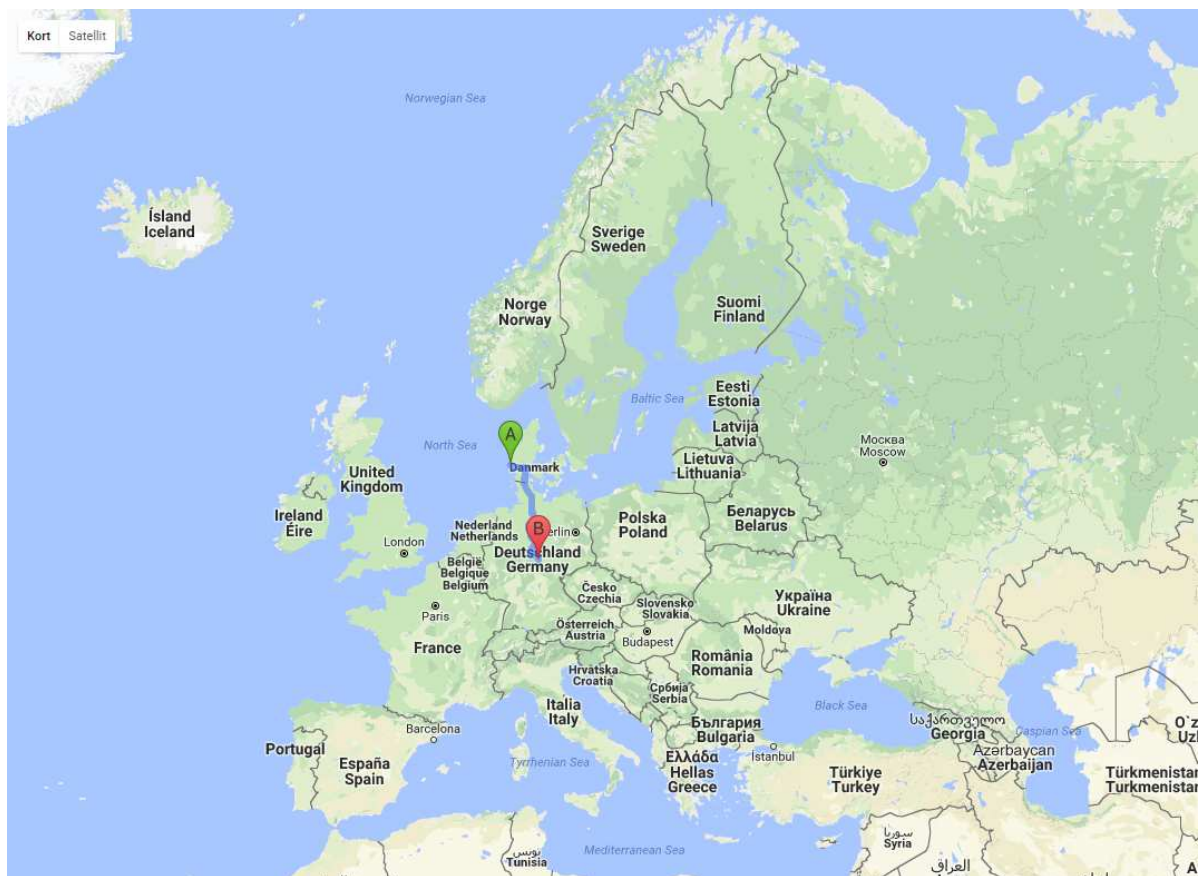 Kort Satellit
Norwegian Sea
Ísland
Iceland
Sverige
Sweden
Norge
Norway
Suomi
Finland
Eesti
Estonia
Baltic Sea
Latvija
Latvia
A
North Sea
Москва
Moscow
Danmark
Lietuva
Lithuania
United
Kingdom
Беларусь
Belarus
Ireland
Éire
Polska
Poland
Nederland
Netherlands
B
London
Deutschland
Germany
België
Belgique
Belgium
Česko
Czechia
Україна
Ukraine
Paris
Slovensko
Slovakia
Österreich
Austria
Budapest
Moldova
France
România
Romania
Hrvatska
Croatia
Србија
Serbia
Italia
Italy
Black Sea
საქართველო
Georgia
Caspian Sea
Barcelona
България
Bulgaria
Portugal
España
Spain
Tyrrhenian Sea
Ελλάδα
Hellas
Greece
İstanbul
Azərbaycan
Azerbaijan
Türkiye
Turkey
Türkmenistan
Turkmenistan
Mediterranean Sea
تونس
Tunisia
سوريا
Syria
العراق